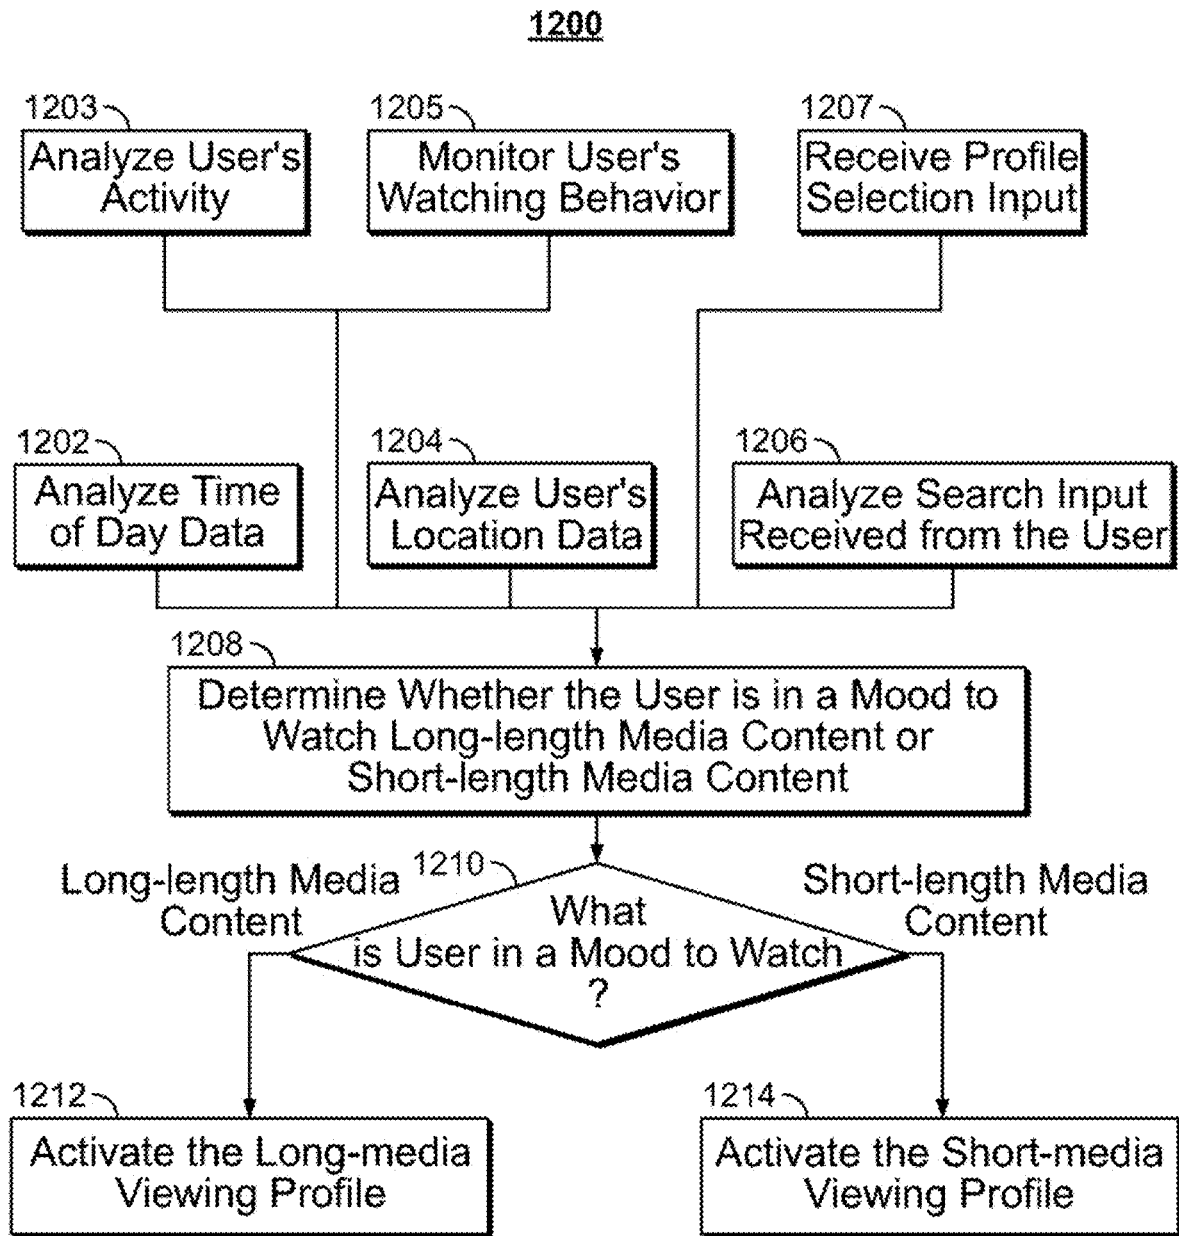 1200
1203
Analyze User's
Activity
1205
Monitor User's
Watching Behavior
1207
Receive Profile
Selection Input
1202
Analyze Time
of Day Data
1204
Analyze User's
Location Data
1206
Analyze Search Input
Received from the User
1208
Determine Whether the User is in a Mood to
Watch Long-length Media Content or
Short-length Media Content
1210
Long-length Media
Content
What
is User in a Mood to Watch
?
Short-length Media
Content
1212
Activate the Long-media
Viewing Profile
1214
Activate the Short-media
Viewing Profile